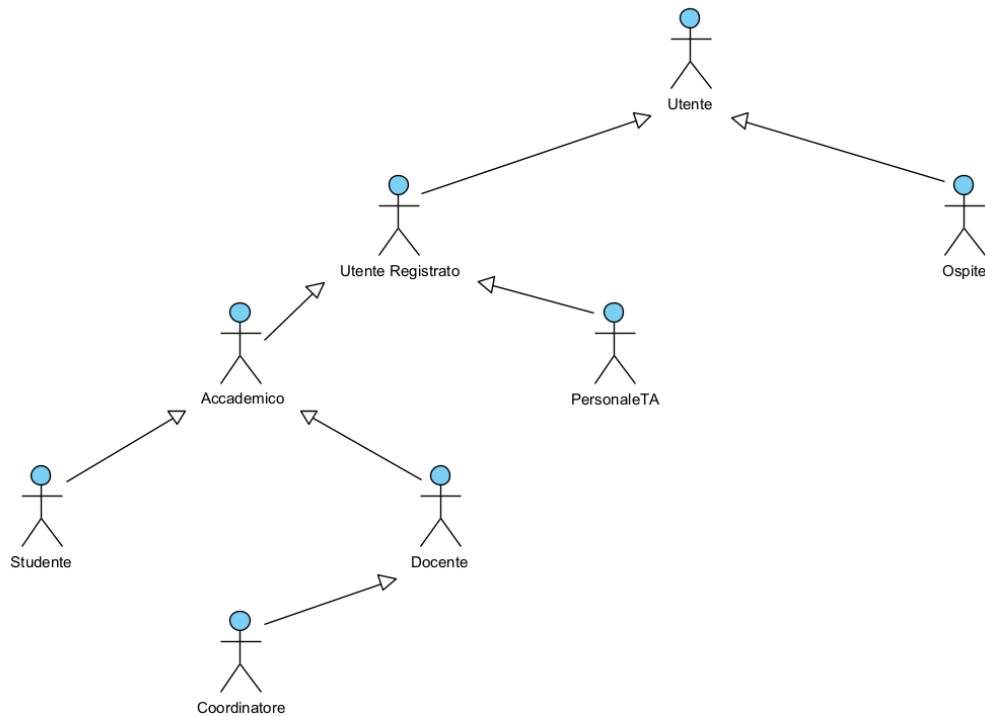 Utente
Utente Registrato
Ospite
Accademico
PersonaleTA
Studente
Docente
Coordinatore